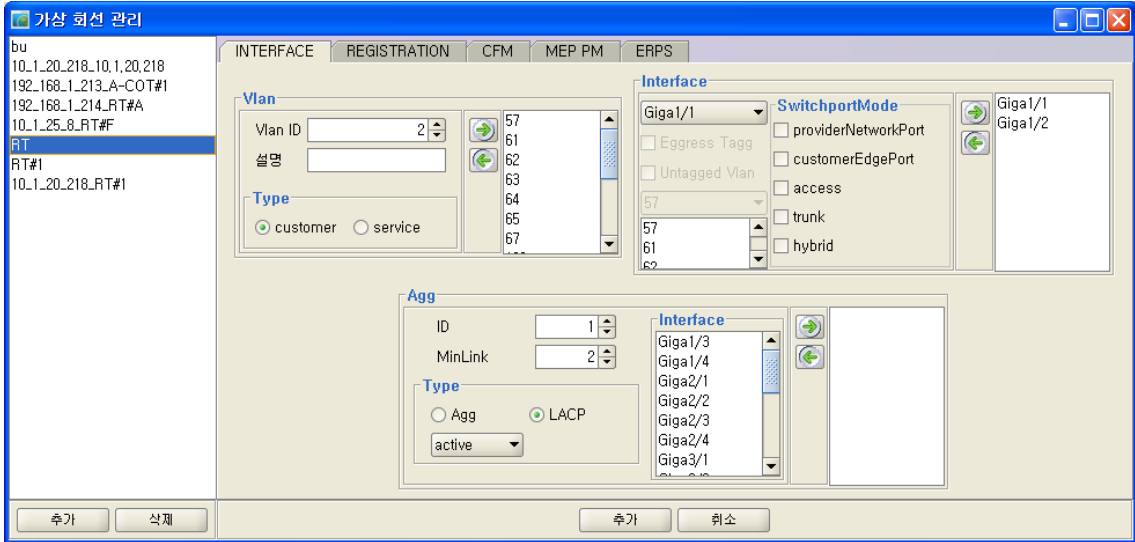 가상 회선 관리
bu
10_1_20_218_10,1,20,218
192_168_1_213_A-COT#1
192_168_1_214_RT#A
10_1_25_8_RT#F
RT
RT#1
10_1_20_218_RT#1
추가
삭제
INTERFACE
REGISTRATION
CFM
MEP PM
ERPS
Vlan
Vlan ID
2
설명
Type
customer
service
57
61
62
63
64
65
67
Interface
Giga1/1
Eggress Tagg
Untagged Vlan
57
57
61
62
SwitchportMode
providerNetworkPort
customerEdgePort
access
trunk
hybrid
Giga1/1
Giga1/2
Agg
ID
1
MinLink
2
Type
Agg
LACP
active
Interface
Giga1/3
Giga1/4
Giga2/1
Giga2/2
Giga2/3
Giga2/4
Giga3/1
추가
취소